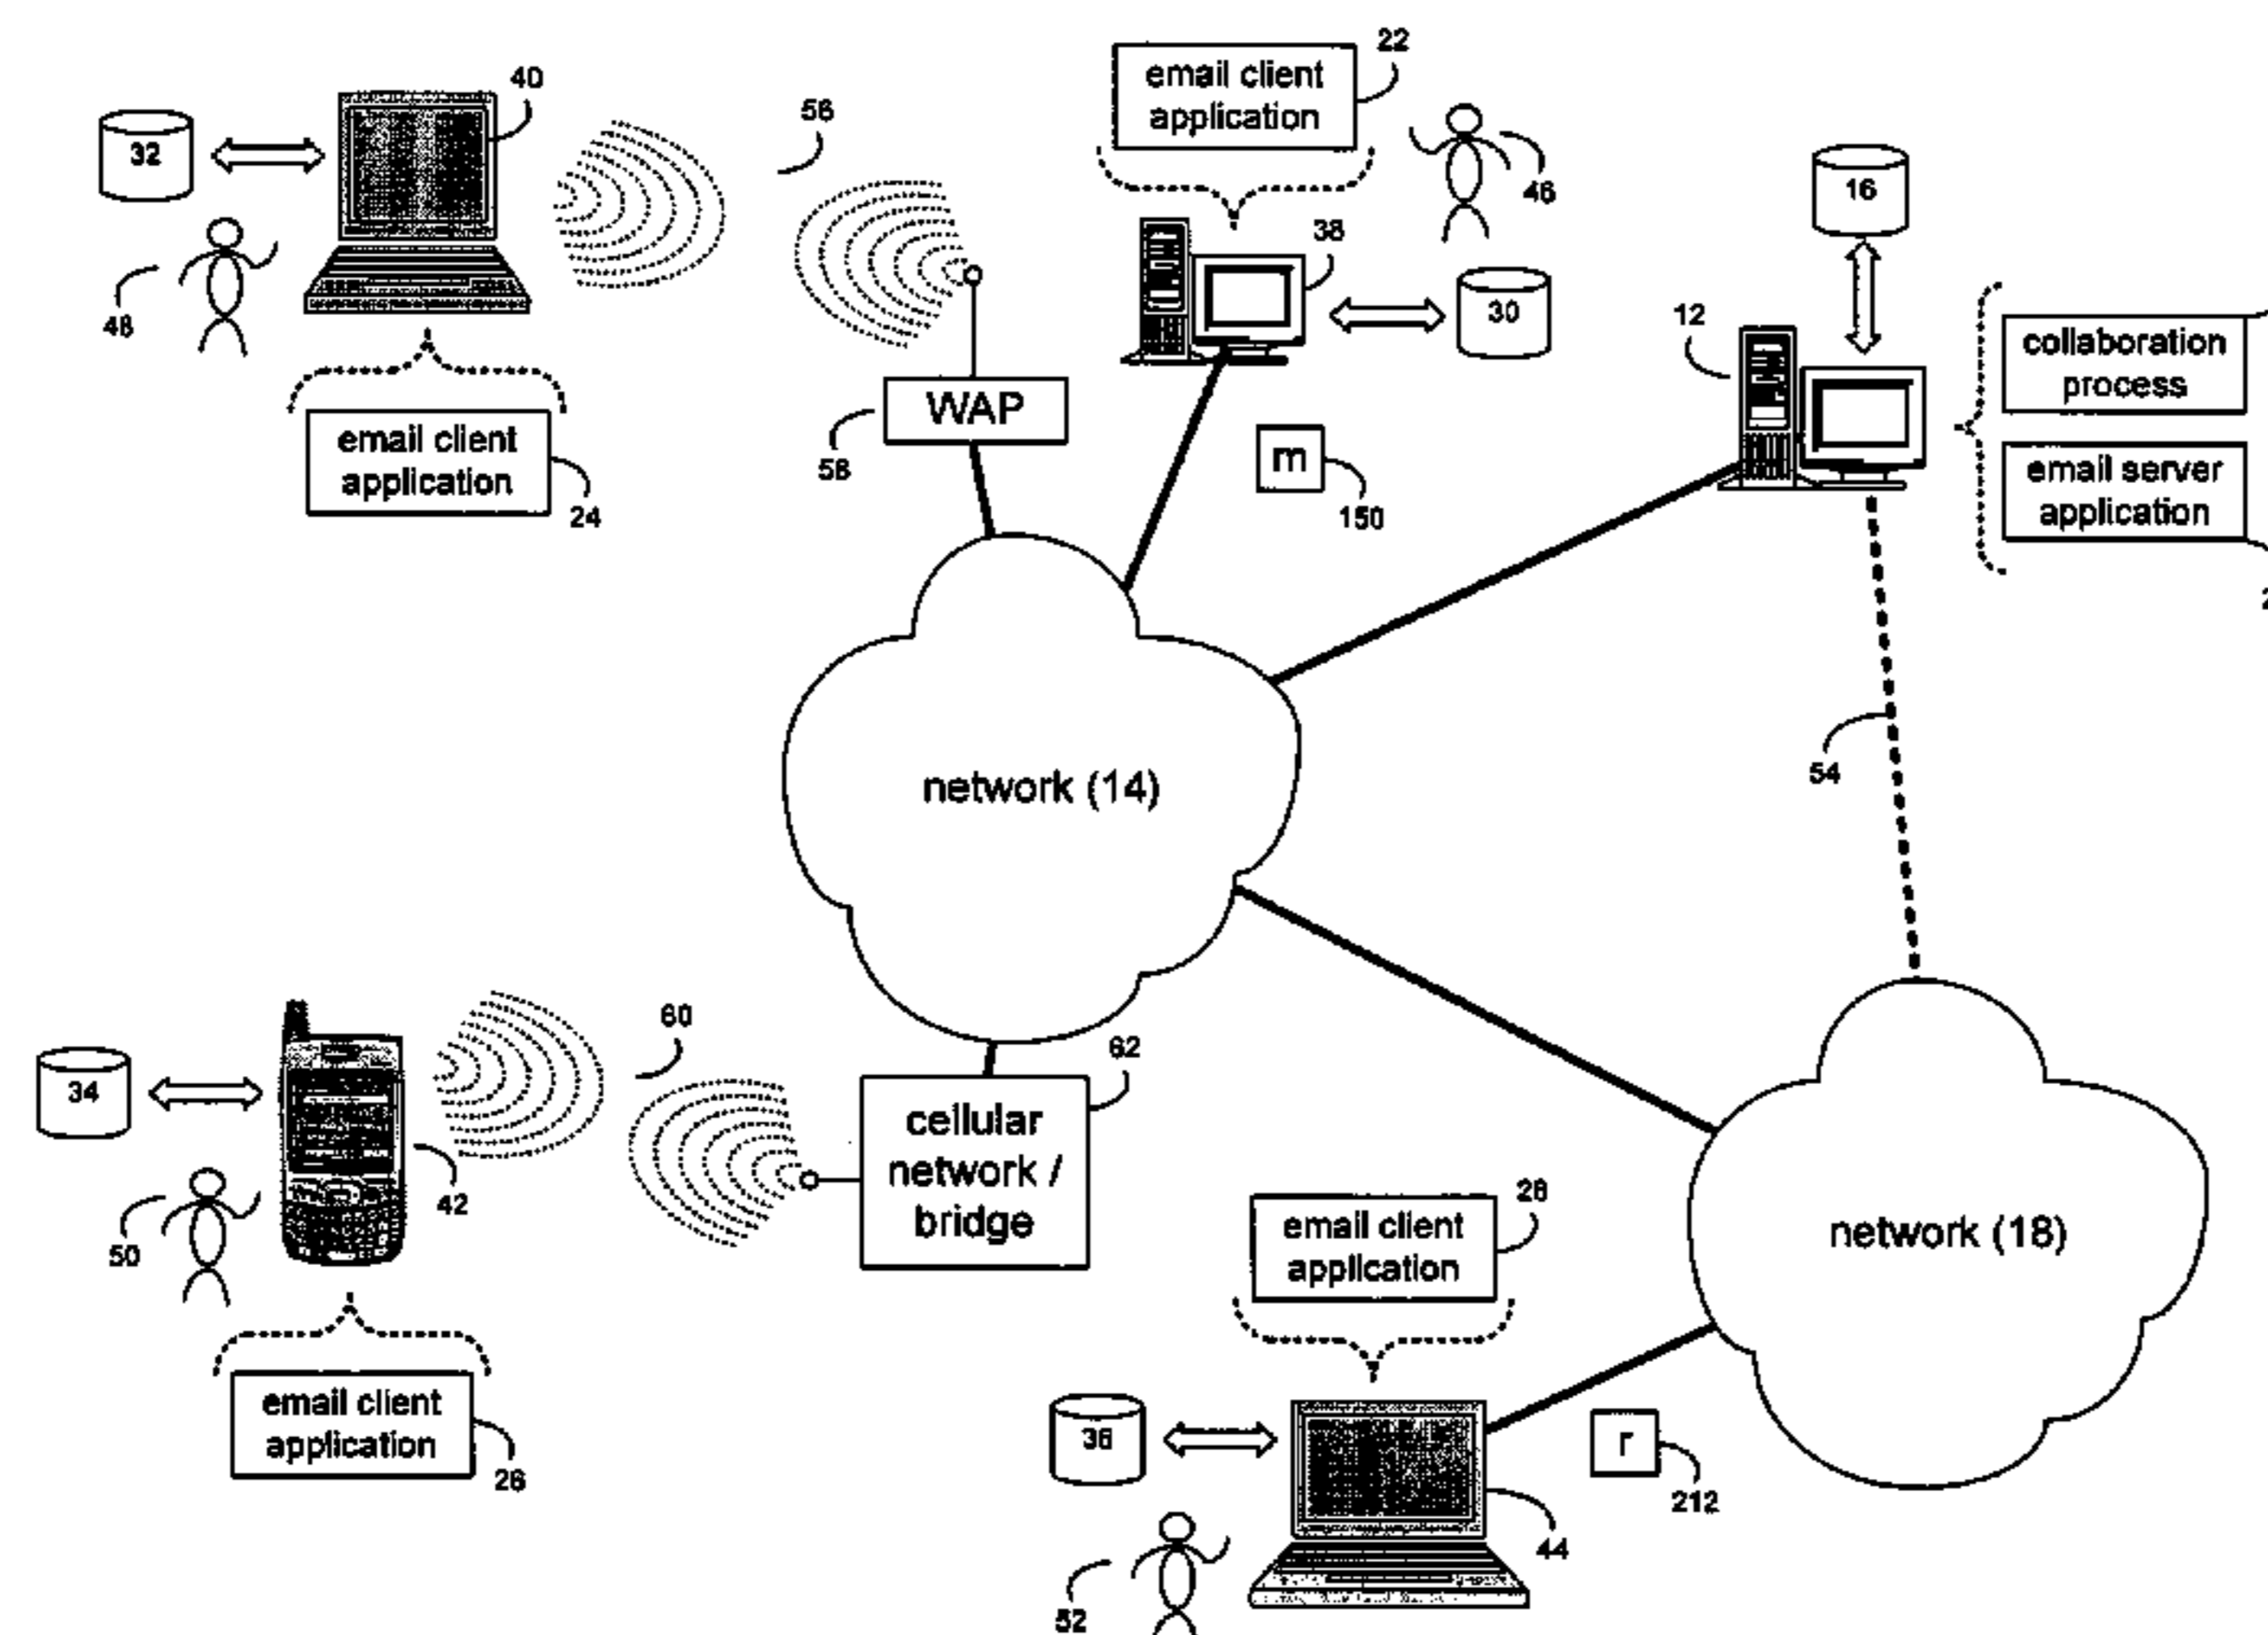 40
32
48
email client
application
24
56
WAP
58
22
email client
application
46
38
30
m
150
16
12
collaboration
process
email server
application
2
54
network (14)
60
62
cellular
network /
bridge
34
42
50
email client
application
26
28
email client
application
36
44
52
r
212
network (18)